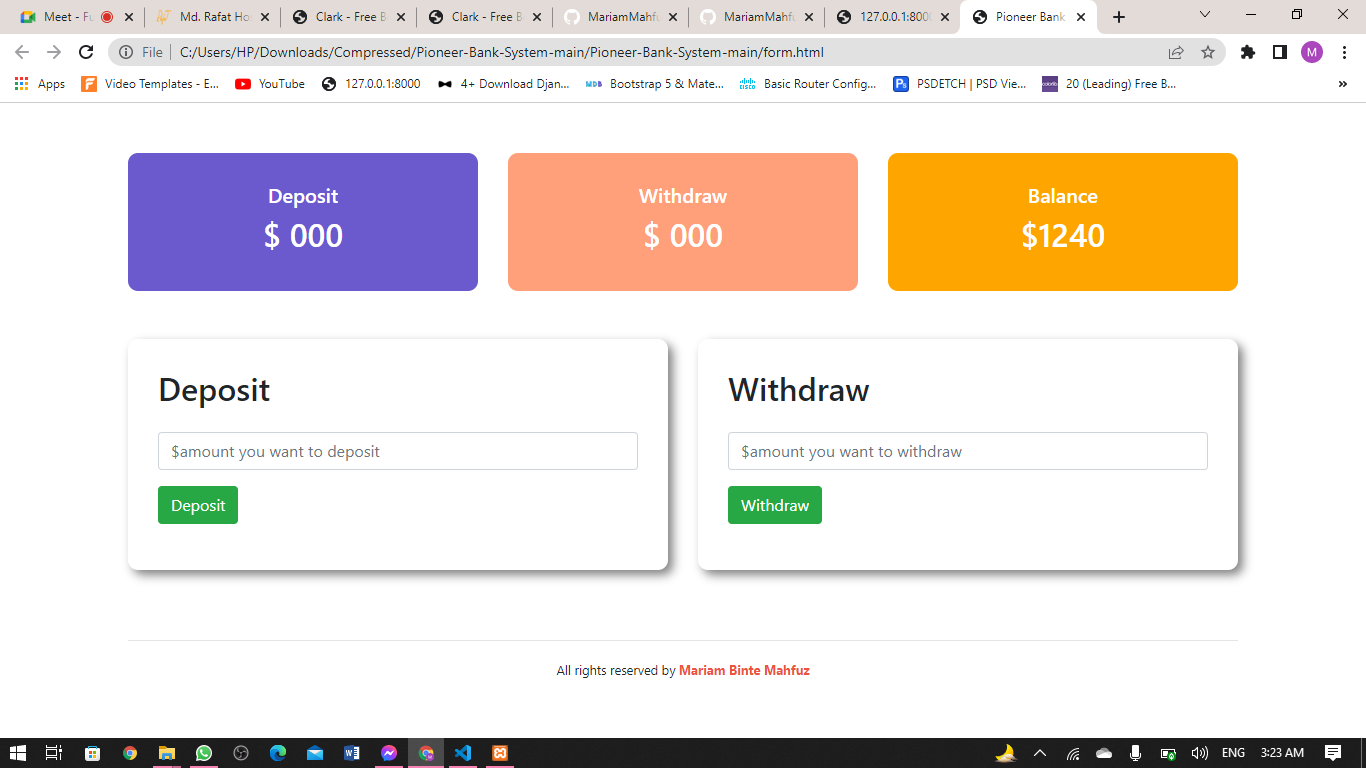 Meet - Fu
Md. Rafat Ho
Clark - Free B
Clark - Free B
MariamMahfu
MariamMahfu
127.0.0.1:8000
Pioneer Bank
File
C:/Users/HP/Downloads/Compressed/Pioneer-Bank-System-main/Pioneer-Bank-System-main/form.html
M
Apps
Video Templates - E...
YouTube
127.0.0.1:8000
4+ Download Djan...
Bootstrap 5 & Mate...
Basic Router Config...
PSDETCH | PSD Vie...
20 (Leading) Free B...
Deposit
$ 000
Withdraw
$ 000
Balance
$1240
Deposit
$amount you want to deposit
Deposit
Withdraw
$amount you want to withdraw
Withdraw
All rights reserved by Mariam Binte Mahfuz
ENG
3:23 AM